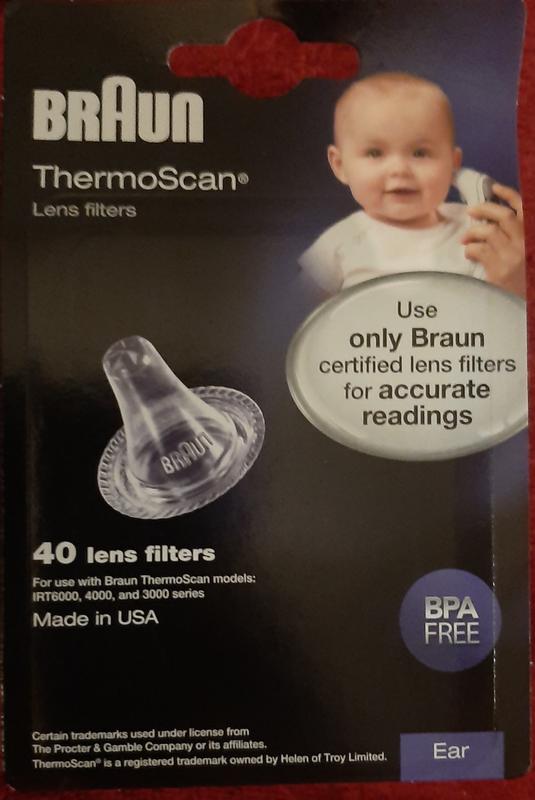 BRAUN
ThermoScan®
Lens filters
Use
only Braun
certified lens filters
for accurate
readings
BRAUN
40 lens filters
For use with Braun ThermoScan models:
IRT6000, 4000, and 3000 series
Made in USA
BPA
FREE
Certain trademarks used under license from
The Procter & Gamble Company or its affiliates.
ThermoScan® is a registered trademark owned by Helen of Troy Limited.
Ear